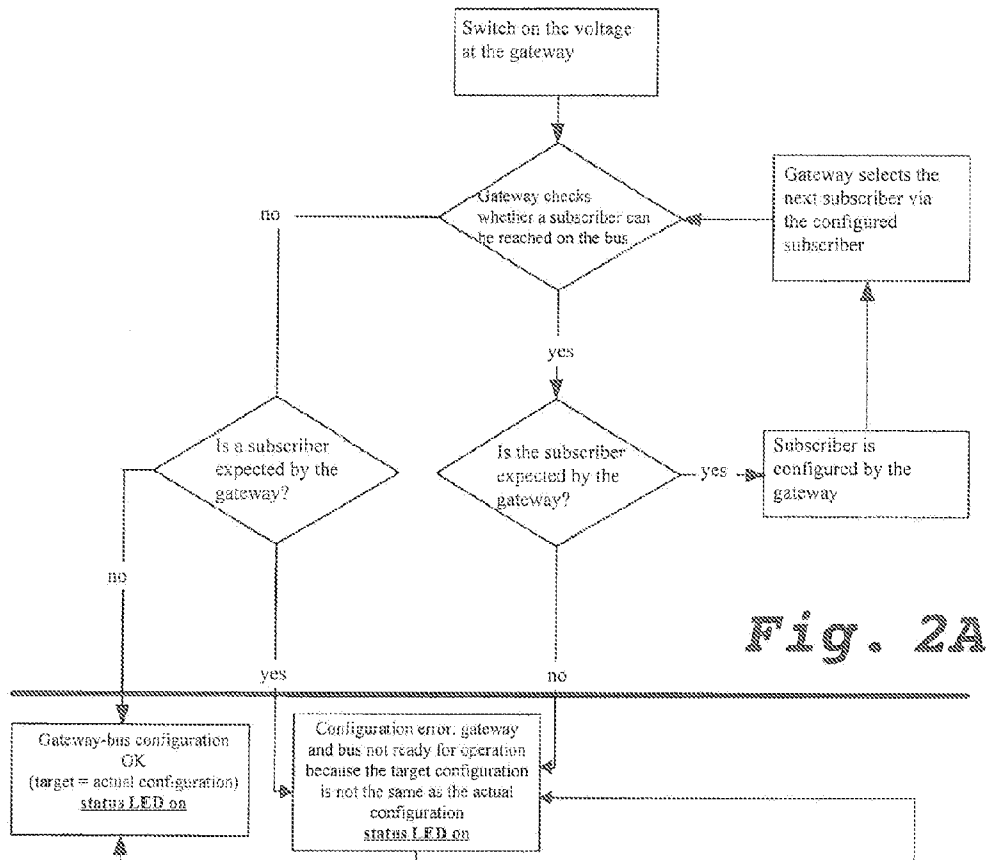 Switch on the voltage
at the gateway
Gateway checks
whether a subscriber can
be reached on the bus
Gateway selects the
next subscriber via
the configured
subscriber
no
yes
Is a subscriber
expected by the
gateway?
Is the subscriber
expected by the
gateway?
yes
Subscriber is
configured by the
gateway
no
Fig. 2A
yes
no
Gateway-bus configuration
OK
(target = actual configuration)
status LED on
Configuration error, gateway
and bus not ready for operation
because the target configuration
is not the same as the actual
configuration
status LED on